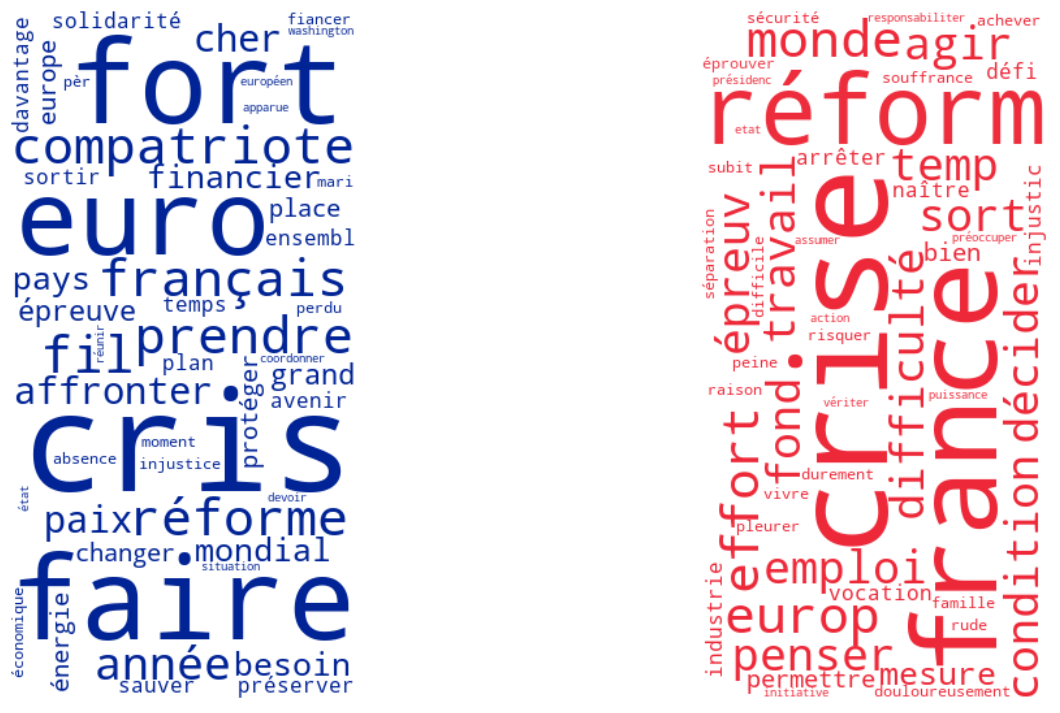 solidarité
fiancer
washington
davantage
europe
cher
pèr
fort
européen
apparue
compatriote
sortir
financier
mari
euro
place
ensembl
pays
français
épreuve
temps
perdu
fil
réunir
prendre
plan
coordonner
affronter
protéger
grand
avenir
cris
moment
absence
injustice
état
devoir
paix
réforme
changer
mondial
situation
faire
économique
énergie
année
besoin
sauver
préserver
sécurité
responsabiliter
achever
monde
agir
éprouver
présidenc
souffrance
défi
réform
etat
subit
arrêter
temp
naître
travail
épreuv
séparation
difficile
assumer
crise
sort
préoccuper
bien
injustic
action
risquer
difficulté
france
décider
peine
fond
raison
vériter
puissance
effort
durement
vivre
pleurer
condition
emploi
vocation
famille
industrie
europ
rude
penser
permettre
mesure
initiative
douloureusement